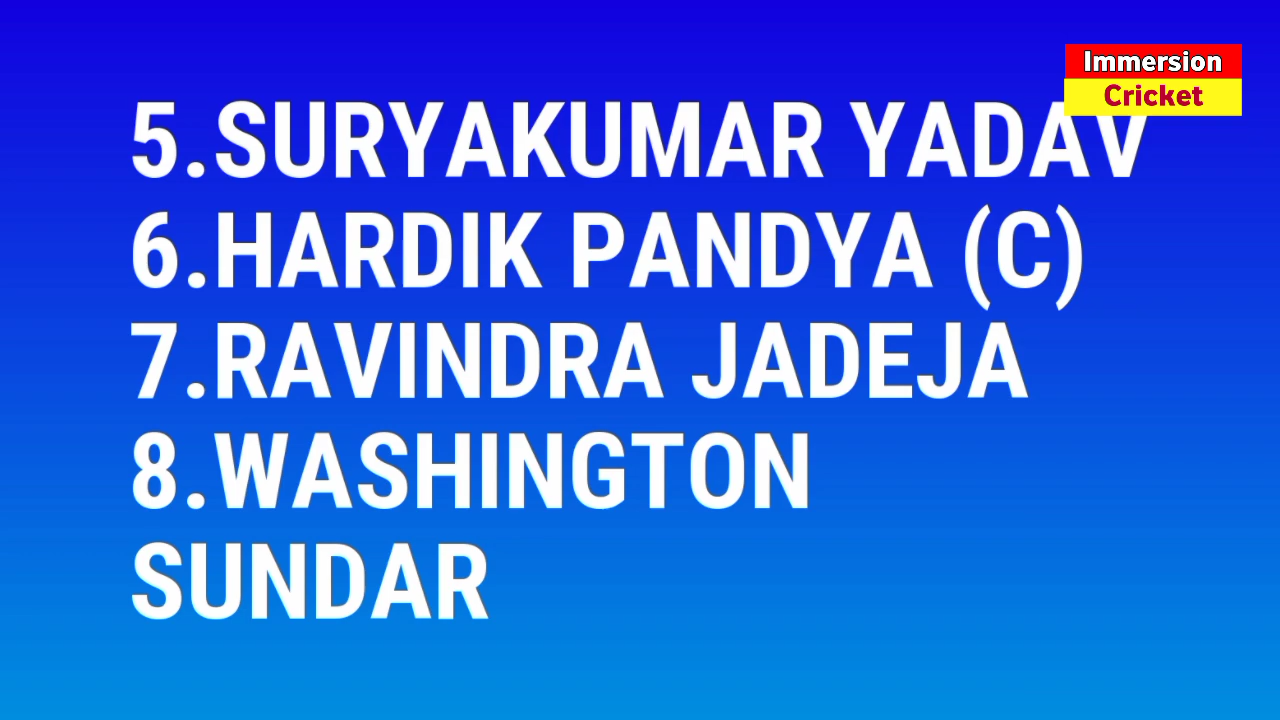 Immersion
Cricket
5.SURYAKUMAR YADAV
6.HARDIK PANDYA (C)
7.RAVINDRA JADEJA
8.WASHINGTON
SUNDAR